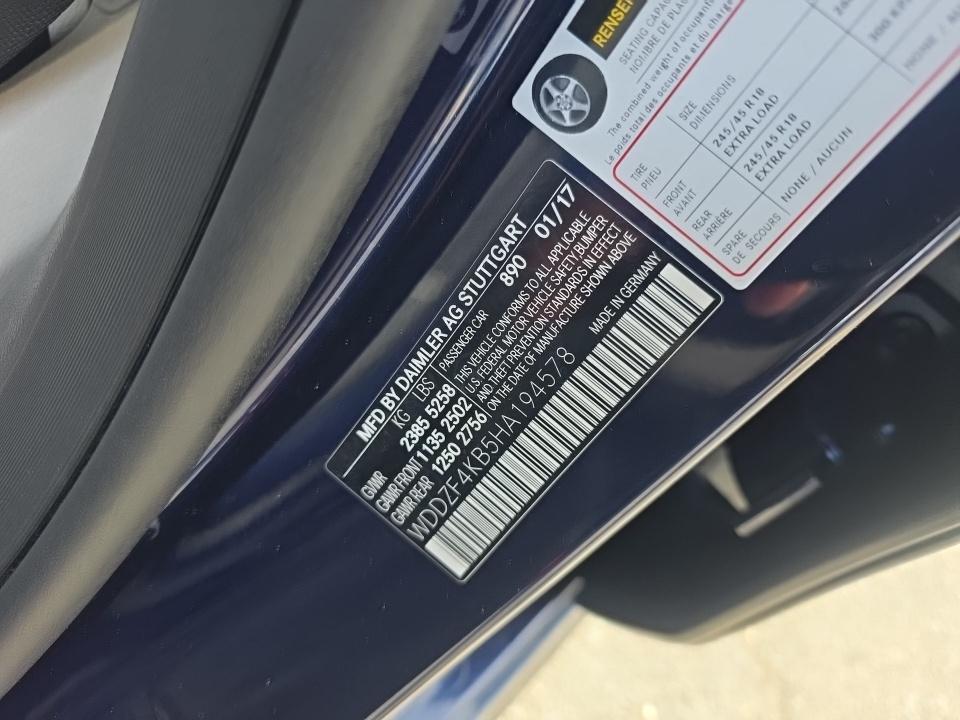 MFD BY DAIMLER AG STUTTGART
KG LBS PASSENGER CAR 890 01/17
GVWR 2385 5258 THIS VEHICLE CONFORMS TO ALL APPLICABLE
GAWR FRONT 1135 2502 U.S. FEDERAL MOTOR VEHICLE SAFETY BUMPER
GAWR REAR 1250 2756 AND THEFT PREVENTION STANDARDS IN EFFECT
ON THE DATE OF MANUFACTURE SHOWN ABOVE
MADE IN GERMANY
WDDZF4KB5HA194578
SEATING CAPAC
NOMBRE DE PLAC
The combined weight of occupant
Le poids total des occupants et du charge
TIRE SIZE
PNEU DIMENSIONS
FRONT 245/45 R18
AVANT EXTRA LOAD
REAR 245/45 R18
ARRIÈRE EXTRA LOAD
SPARE NONE / AUCUN
DE SECOURS